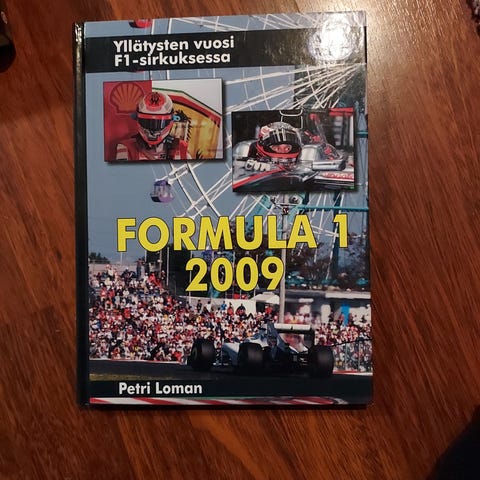 Yllätysten vuosi
F1-sirkuksessa
FORMULA 1
2009
Petri Loman